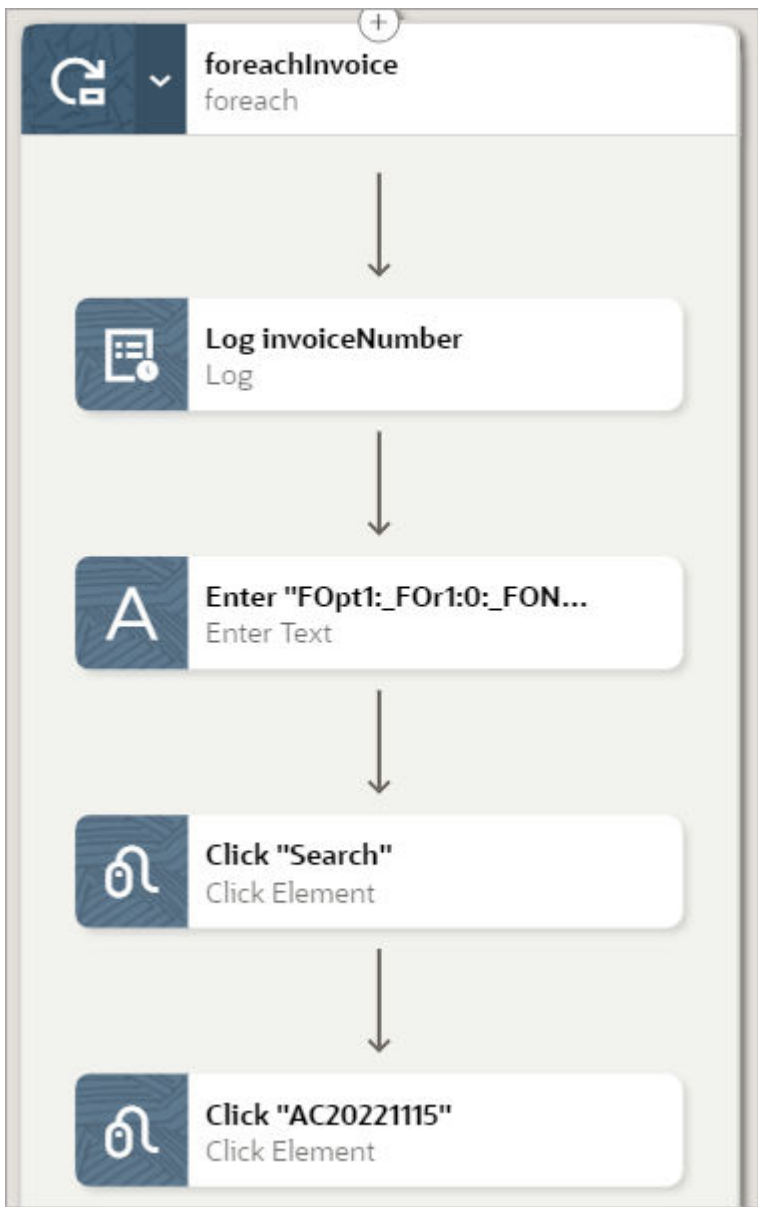 foreachInvoice
foreach
Log invoiceNumber
Log
A
Enter "FOpt1:_FOr1:0:_FON...
Enter Text
Click "Search"
Click Element
Click "AC20221115"
Click Element